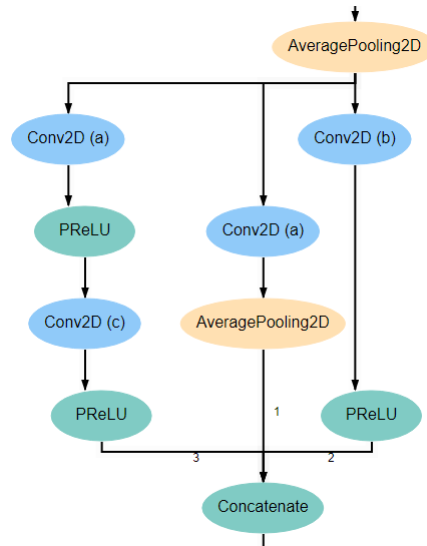 AveragePooling2D
Conv2D (a)
Conv2D (b)
PReLU
Conv2D (a)
Conv2D (c)
AveragePooling2D
PReLU
1
PReLU
3
2
Concatenate